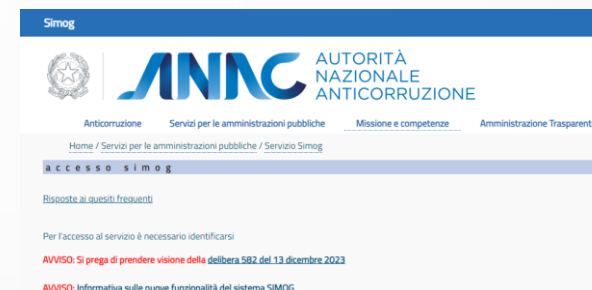 Simog
ANAC
AUTORITÀ
NAZIONALE
ANTICORRUZIONE
Anticorruzione Servizi per le amministrazioni pubbliche Missione e competenze Amministrazione Trasparent
Home / Servizi per le amministrazioni pubbliche / Servizio Simog
accesso simog
Risposte ai quesiti frequenti
Per l'accesso al servizio è necessario identificarsi
AVVISO: Si prega di prendere visione della delibera 582 del 13 dicembre 2023
AVVISO: Informativa sulle nuove funzionalità del sistema SIMOG